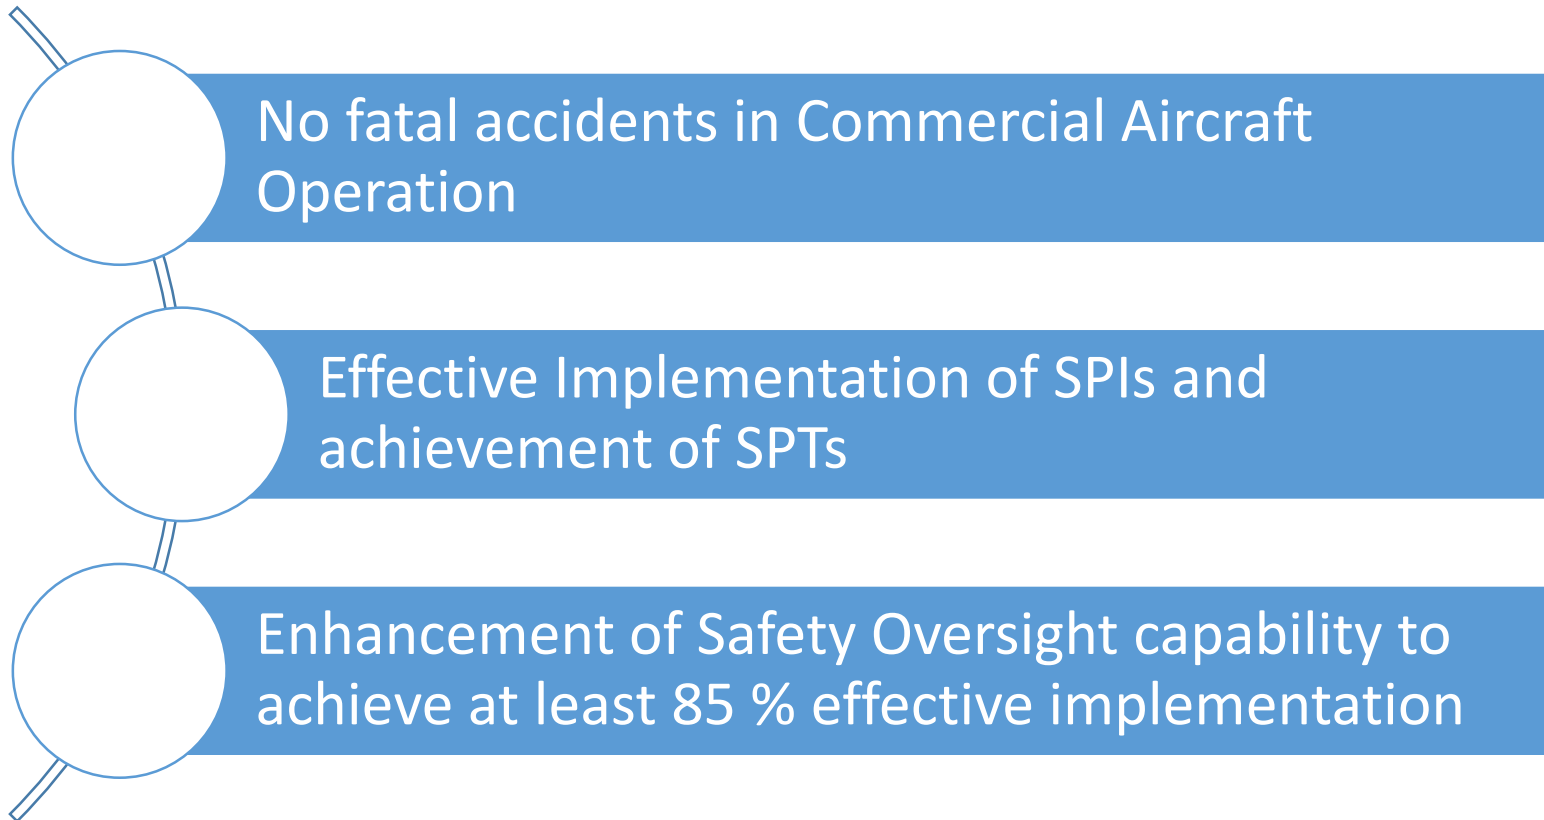 No fatal accidents in Commercial Aircraft
Operation
Effective Implementation of SPIs and
achievement of SPTs
Enhancement of Safety Oversight capability to
achieve at least 85 % effective implementation